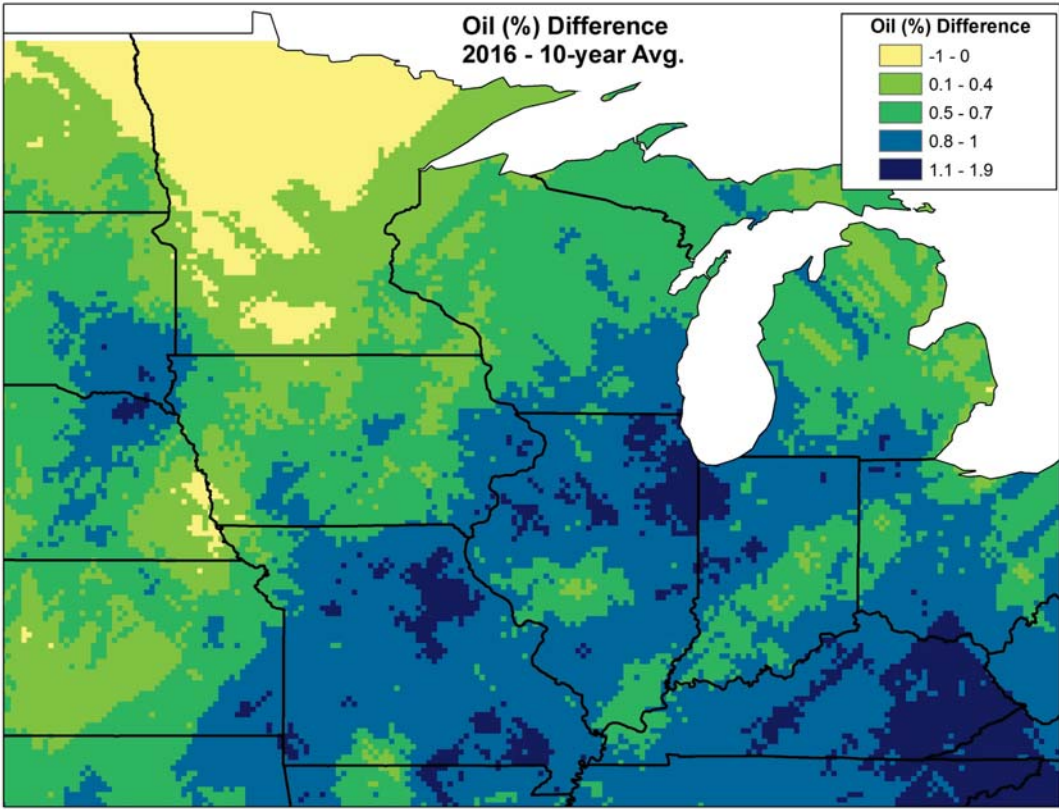 Oil (%) Difference
2016 - 10-year Avg.
Oil (%) Difference
-1 - 0
0.1 - 0.4
0.5 - 0.7
0.8 - 1
1.1 - 1.9